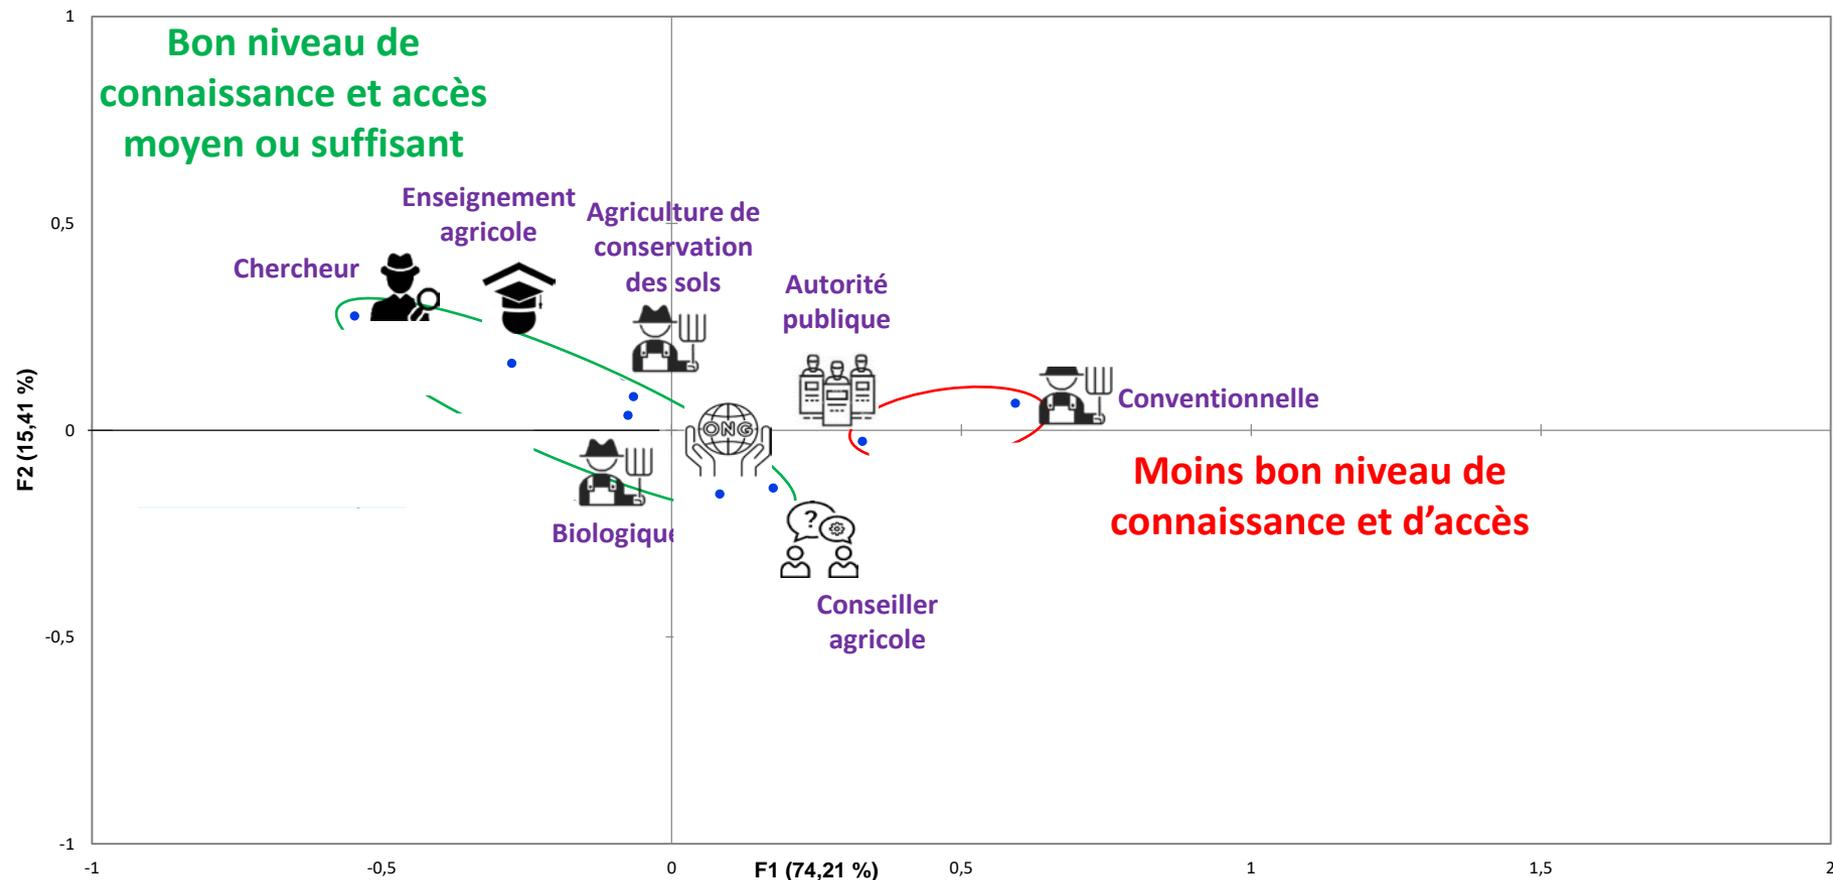 1
Bon niveau de
connaissance et accès
moyen ou suffisant
Enseignement
agricole
Agriculture de
conservation
des sols
0,5
Chercheur
Autorité
publique
Conventionnelle
ONG
0
F2 (15,41 %)
Moins bon niveau de
connaissance et d’accès
Biologique
?
Conseiller
agricole
-0,5
-1
-1
-0,5
0
F1 (74,21 %)
0,5
1
1,5
2